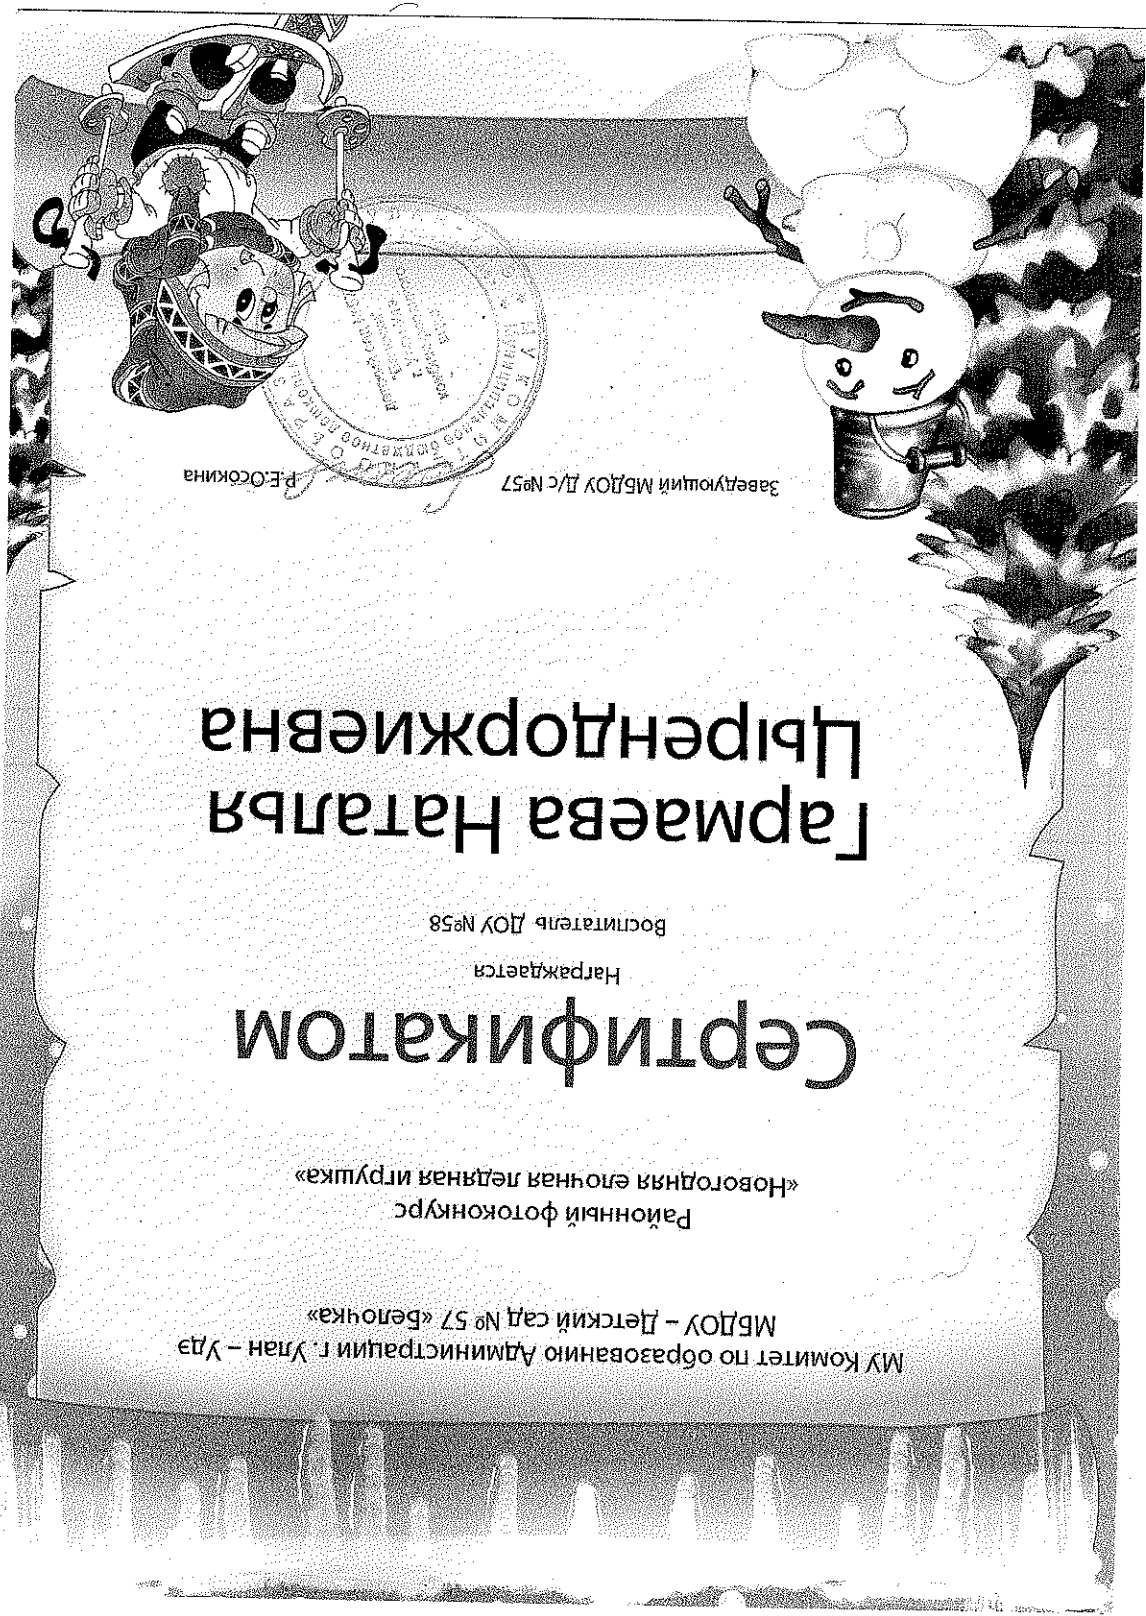 МУ Комитет по образованию Администрации г. Улан – Удэ
МБДОУ – Детский сад № 57 «Белочка»
Районный фотоконкурс
«Новогодняя елочная ледяная игрушка»
Сертификатом
Награждается
Воспитатель ДОУ №58
Гармаева Наталья
Цырендоржиевна
Заведующий МБДОУ Д/с №57 Р.Е.Осокина